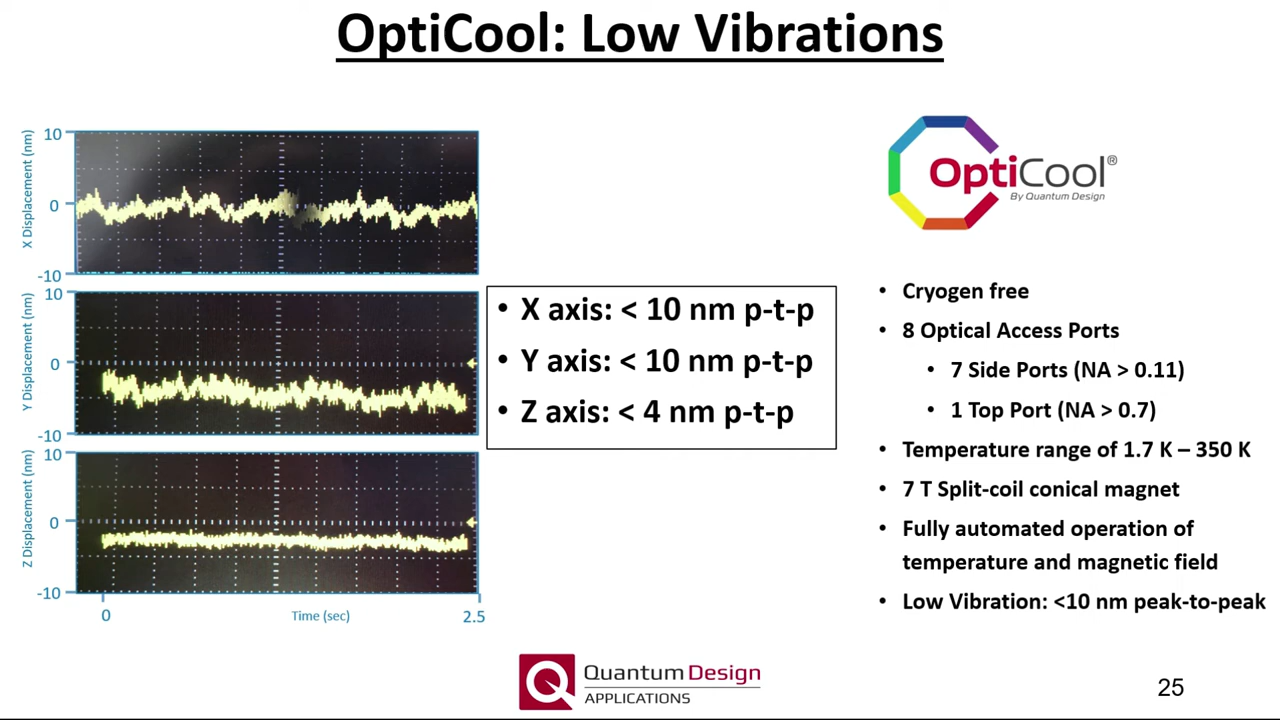 OptiCool: Low Vibrations
X Displacement (nm)
10
0
-10
Y Displacement (nm)
10
0
-10
Z Displacement (nm)
10
0
-10
0
Time (sec)
2.5
• X axis: < 10 nm p-t-p
• Y axis: < 10 nm p-t-p
• Z axis: < 4 nm p-t-p
OptiCool®
By Quantum Design
• Cryogen free
• 8 Optical Access Ports
• 7 Side Ports (NA > 0.11)
• 1 Top Port (NA > 0.7)
• Temperature range of 1.7 K – 350 K
• 7 T Split-coil conical magnet
• Fully automated operation of
temperature and magnetic field
• Low Vibration: <10 nm peak-to-peak
Quantum Design
APPLICATIONS
25